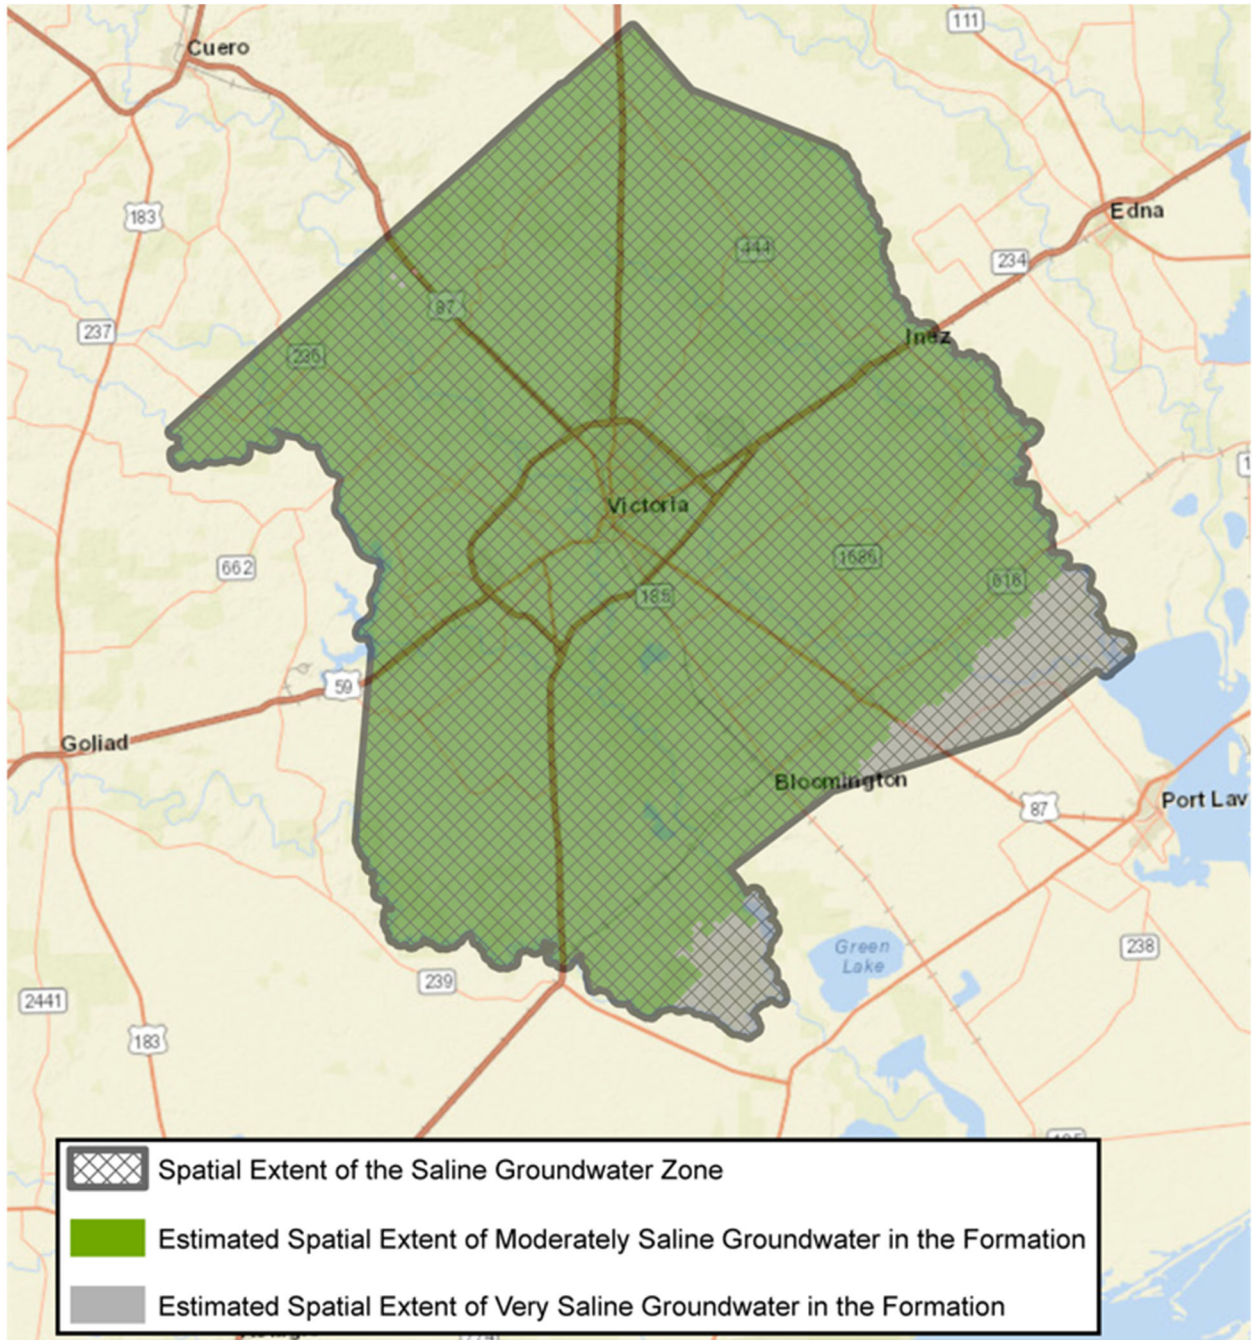 Cuero
111
183
Edna
444
234
87
237
Inez
236
Victoria
1686
662
616
185
59
Goliad
Bloomington
87
Port Lav
Green
Lake
238
239
2441
183
Spatial Extent of the Saline Groundwater Zone
Estimated Spatial Extent of Moderately Saline Groundwater in the Formation
Estimated Spatial Extent of Very Saline Groundwater in the Formation